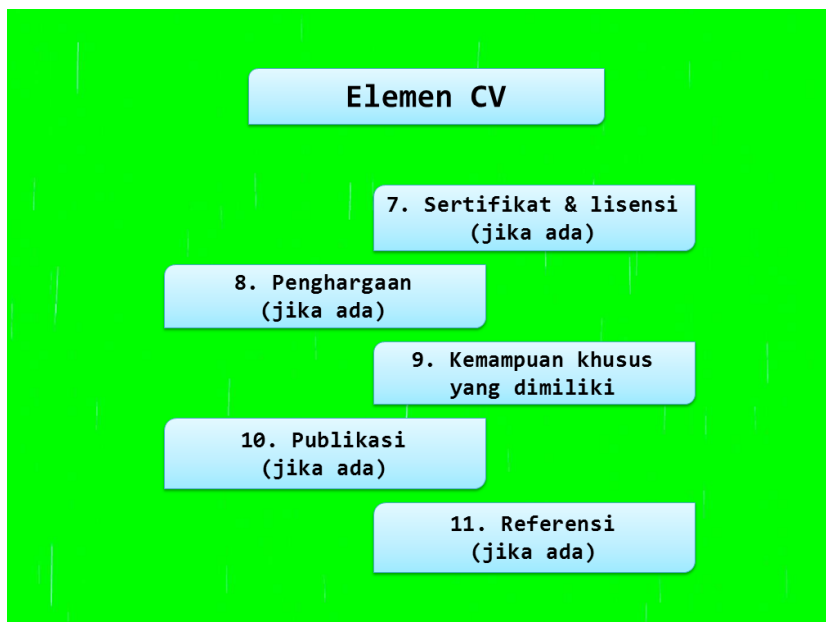 Elemen CV
7. Sertifikat & lisensi
(jika ada)
8. Penghargaan
(jika ada)
9. Kemampuan khusus
yang dimiliki
10. Publikasi
(jika ada)
11. Referensi
(jika ada)